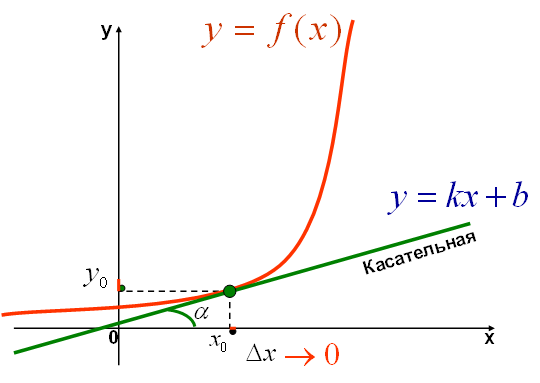 y
y = f(x)
y = kx + b
Касательная
y₀
α
0
x₀
x
Δx → 0